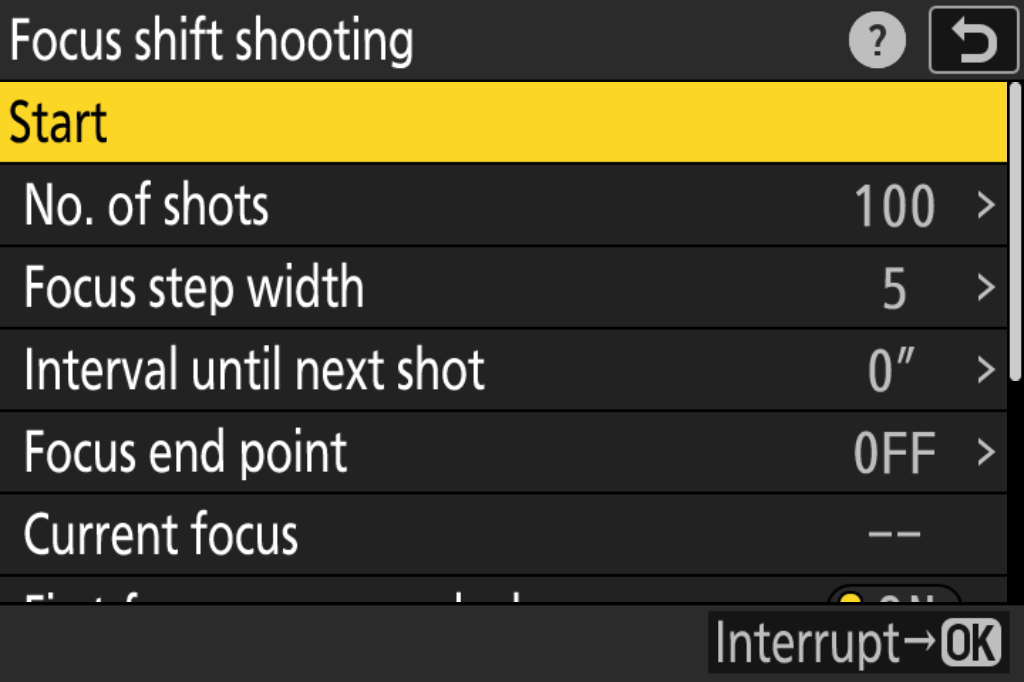 Focus shift shooting ?
Start
No. of shots 100 >
Focus step width 5 >
Interval until next shot 0" >
Focus end point OFF >
Current focus --
ON
Interrupt→OK